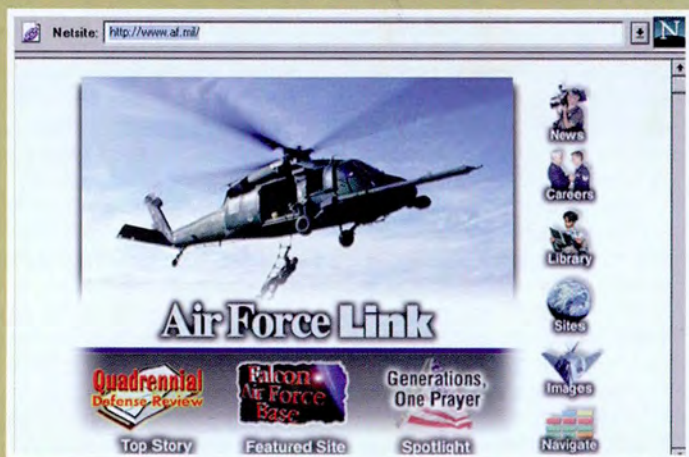 Netsite: http://www.af.mil/
N
News
Careers
Library
Sites
Images
Navigate
Air Force Link
Quadrennial
Defense Review
Falcon
Air Force
Base
Generations,
One Prayer
Top Story
Featured Site
Spotlight